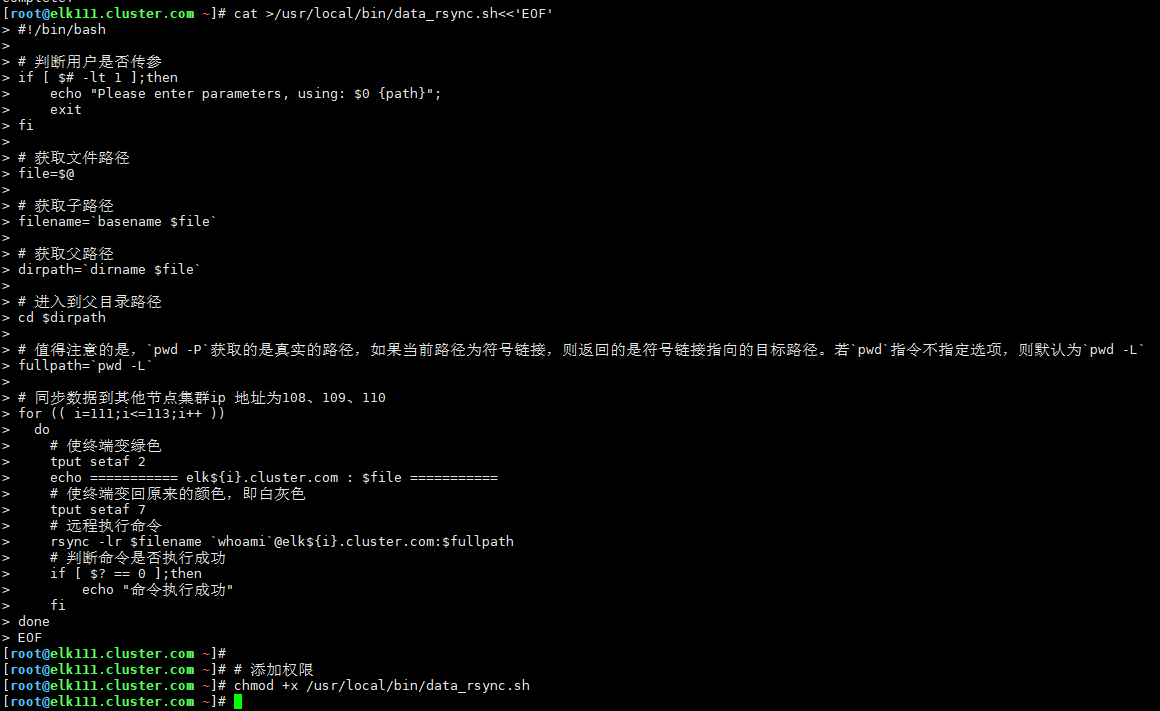 [root@elk111.cluster.com ~]# cat >/usr/local/bin/data_rsync.sh<<'EOF'
> #!/bin/bash
>
> # 判断用户是否传参
> if [ $# -lt 1 ];then
>     echo "Please enter parameters, using: $0 {path}";
>     exit
> fi
>
> # 获取文件路径
> file=$@
>
> # 获取子路径
> filename=`basename $file`
>
> # 获取父路径
> dirpath=`dirname $file`
>
> # 进入到父目录路径
> cd $dirpath
>
> # 值得注意的是，`pwd -P`获取的是真实的路径，如果当前路径为符号链接，则返回的是符号链接指向的目标路径。若`pwd`指令不指定选项，则默认为`pwd -L`
> fullpath=`pwd -L`
>
> # 同步数据到其他节点集群ip 地址为108、109、110
> for (( i=111;i<=113;i++ ))
>   do
>     # 使终端变绿色
>     tput setaf 2
>     echo =========== elk${i}.cluster.com : $file ===========
>     # 使终端变回原来的颜色，即白灰色
>     tput setaf 7
>     # 远程执行命令
>     rsync -lr $filename `whoami`@elk${i}.cluster.com:$fullpath
>     # 判断命令是否执行成功
>     if [ $? == 0 ];then
>         echo "命令执行成功"
>     fi
> done
> EOF
[root@elk111.cluster.com ~]#
[root@elk111.cluster.com ~]# # 添加权限
[root@elk111.cluster.com ~]# chmod +x /usr/local/bin/data_rsync.sh
[root@elk111.cluster.com ~]#